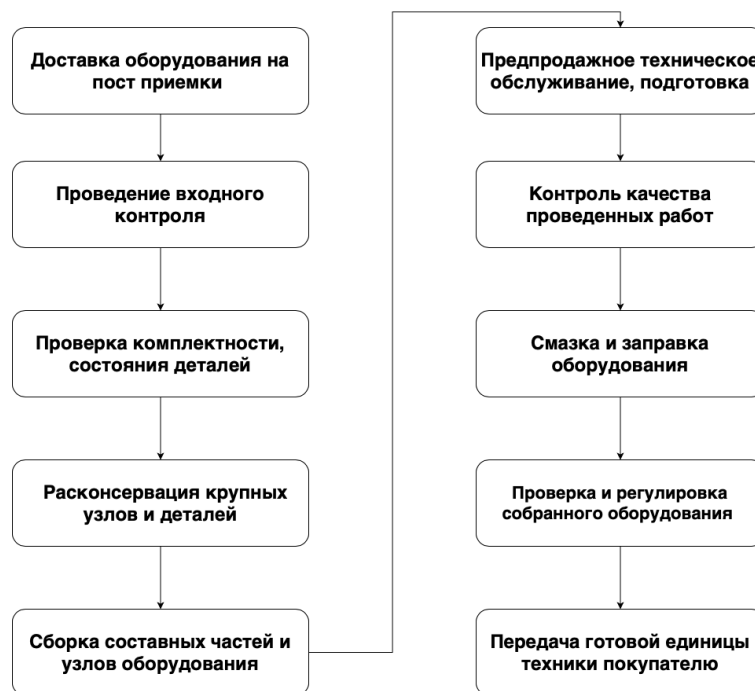 Доставка оборудования на
пост приемки
Проведение входного
контроля
Проверка комплектности,
состояния деталей
Расконсервация крупных
узлов и деталей
Сборка составных частей и
узлов оборудования
Предпродажное техническое
обслуживание, подготовка
Контроль качества
проведенных работ
Смазка и заправка
оборудования
Проверка и регулировка
собранного оборудования
Передача готовой единицы
техники покупателю